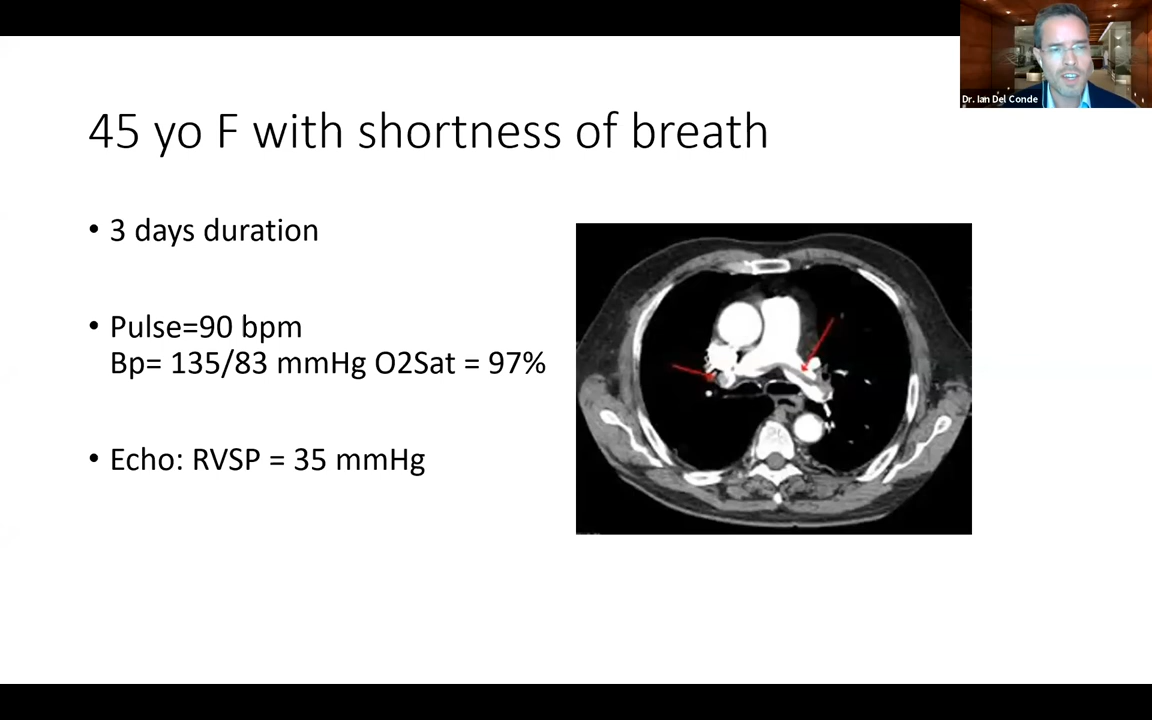 Dr. Ian Del Conde
45 yo F with shortness of breath
• 3 days duration
• Pulse=90 bpm
Bp= 135/83 mmHg O2Sat = 97%
• Echo: RVSP = 35 mmHg